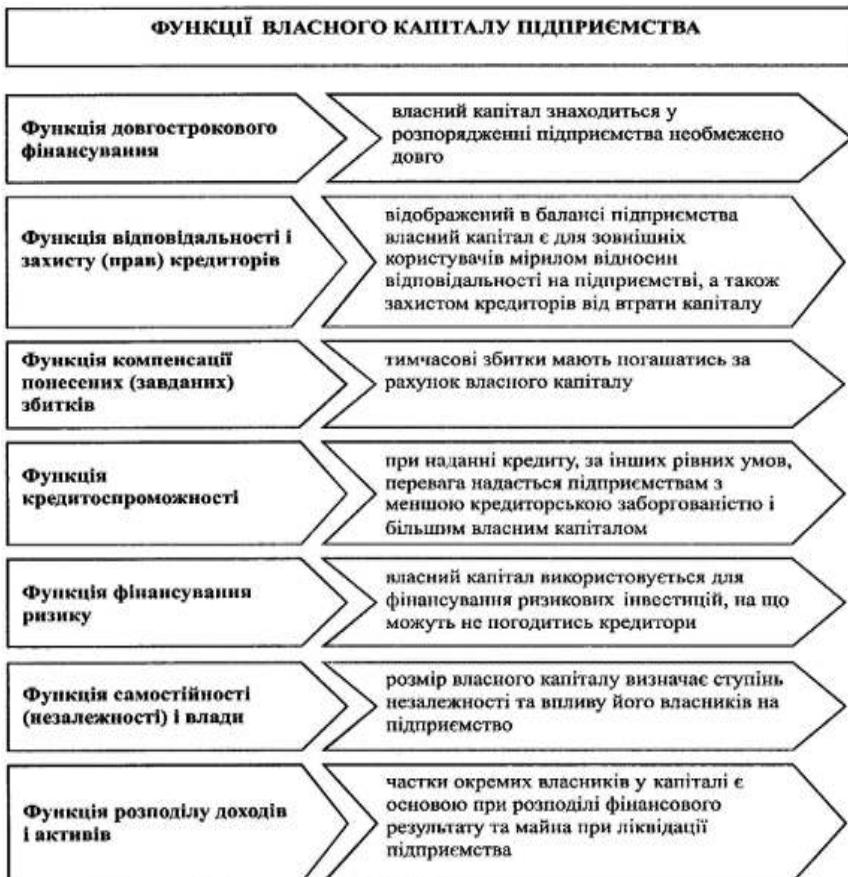 ФУНКЦІЇ ВЛАСНОГО КАПІТАЛУ ПІДПРИЄМСТВА
Функція довгострокового
фінансування
власний капітал знаходиться у
розпорядженні підприємства необмежено
довго
Функція відповідальності і
захисту (прав) кредиторів
відображений в балансі підприємства
власний капітал є для зовнішніх
користувачів мірилом відносин
відповідальності на підприємстві, а також
захистом кредиторів від втрати капіталу
Функція компенсації
понесених (завданих)
збитків
тимчасові збитки мають погашатись за
рахунок власного капіталу
Функція
кредитоспроможності
при наданні кредиту, за інших рівних умов,
перевага надається підприємствам з
меншою кредиторською заборгованістю і
більшим власним капіталом
Функція фінансування
ризику
власний капітал використовується для
фінансування ризикових інвестицій, на що
можуть не погодитись кредитори
Функція самостійності
(незалежності) і влади
розмір власного капіталу визначає ступінь
незалежності та впливу його власників на
підприємство
Функція розподілу доходів
і активів
частки окремих власників у капіталі є
основою при розподілі фінансового
результату та майна при ліквідації
підприємства